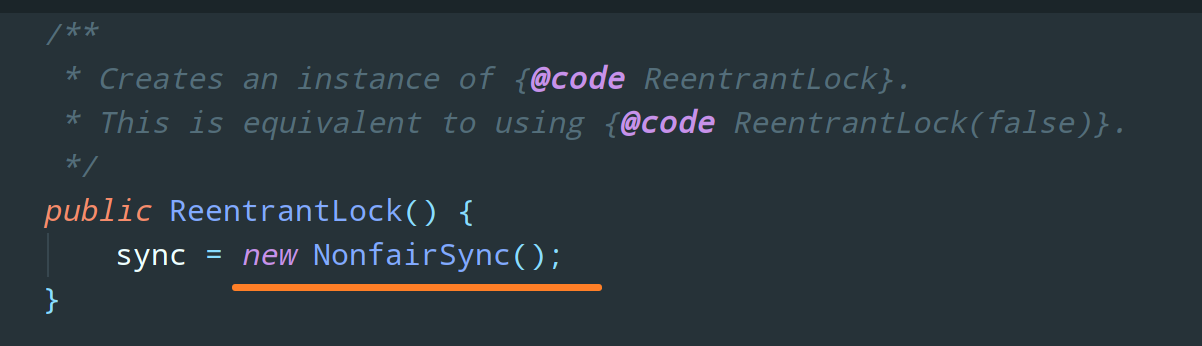 /**
* Creates an instance of {@code ReentrantLock}.
* This is equivalent to using {@code ReentrantLock(false)}.
*/
public ReentrantLock() {
sync = new NonfairSync();
}